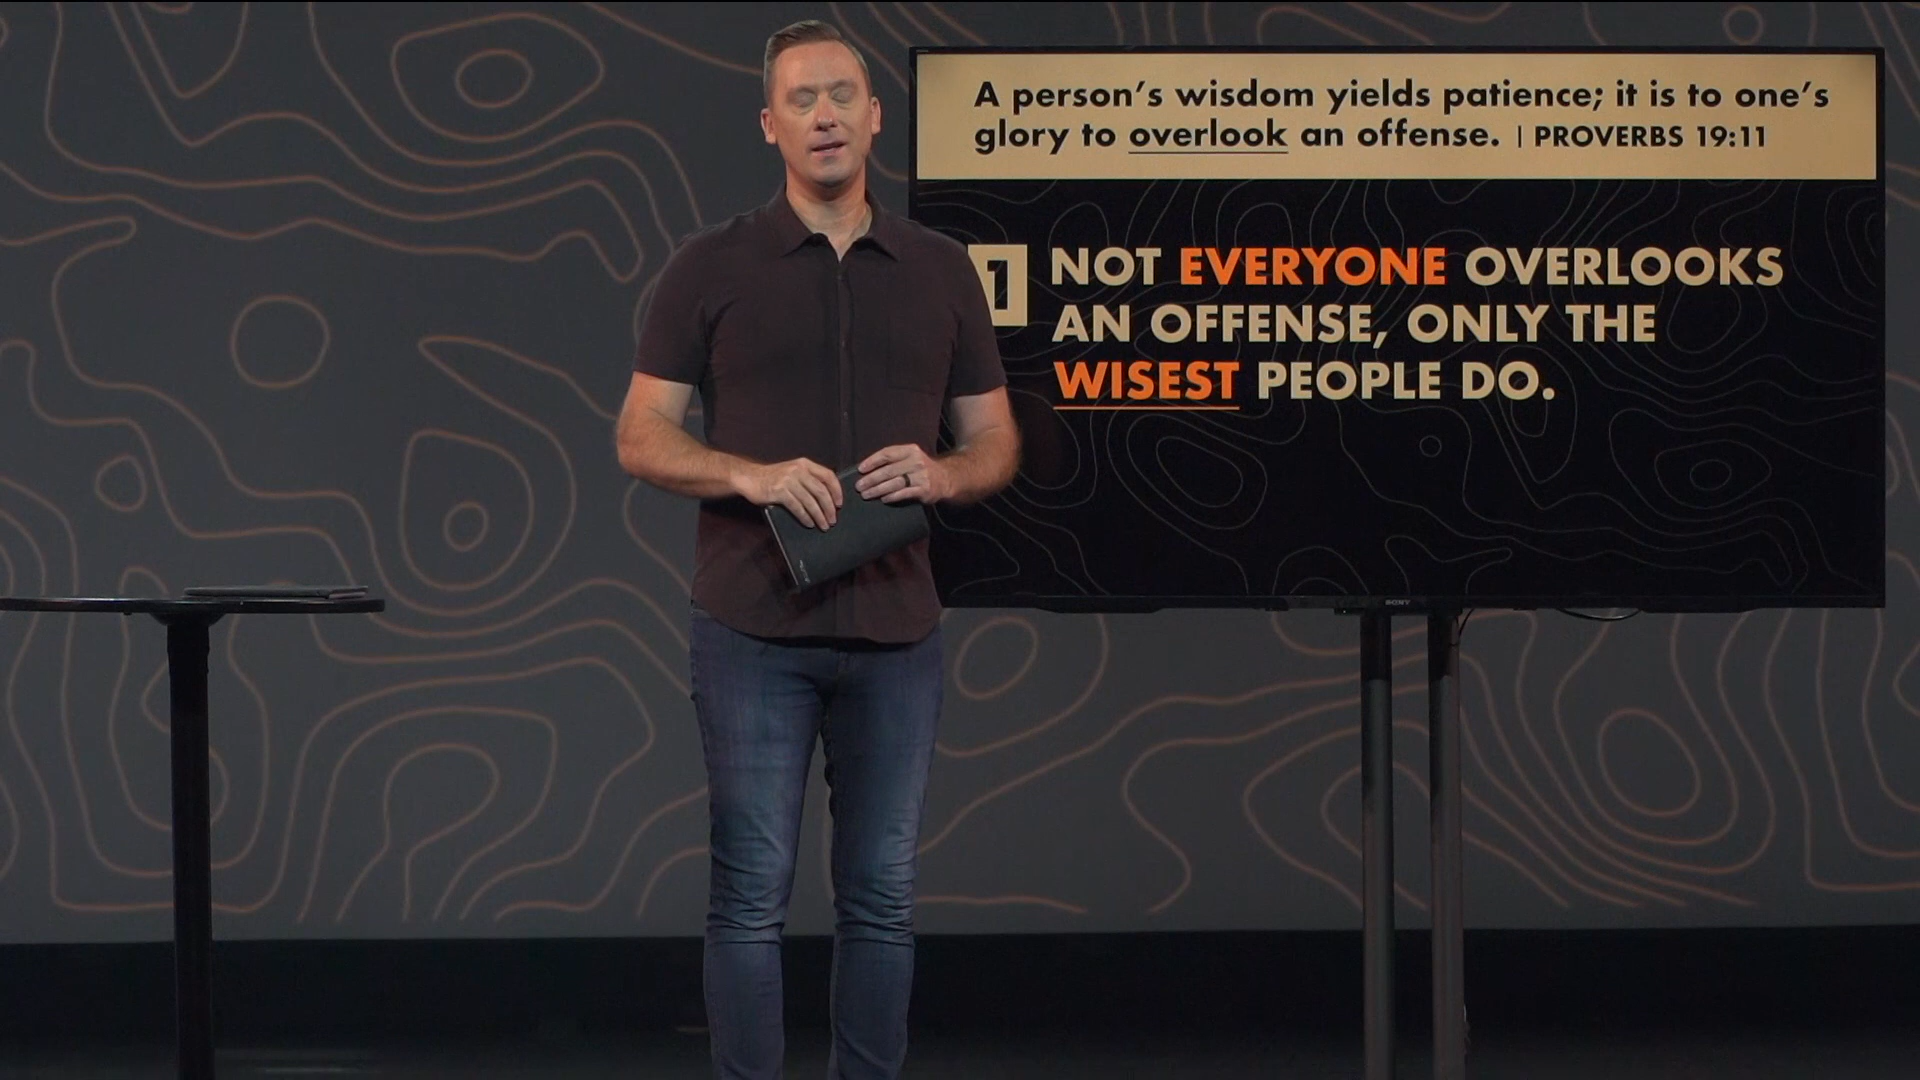 A person's wisdom yields patience; it is to one's
glory to overlook an offense. | PROVERBS 19:11
1 NOT EVERYONE OVERLOOKS
AN OFFENSE, ONLY THE
WISEST PEOPLE DO.
SONY